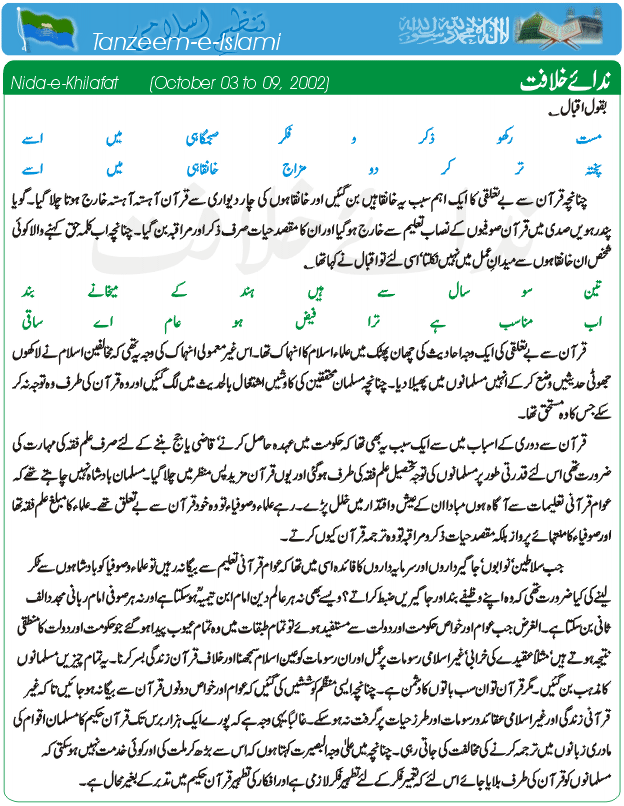 تنظیم اسلامی
Tanzeem-e-Islami
لا الہ الا اللہ محمد رسول اللہ
Nida-e-Khilafat (October 03 to 09, 2002) ندائے خلافت
بقول اقبال ؎
مست رکھو ذکر و فکر صبحگاہی میں اسے
پختہ تر کر دو مزاج خانقاہی میں اسے
چنانچہ قرآن سے بے تعلقی کا ایک اہم سبب یہ خانقاہیں بن گئیں اور خانقاہوں کی چار دیواری سے قرآن آہستہ آہستہ خارج ہوتا چلا گیا۔ گویا
پندرہویں صدی میں قرآن صوفیوں کے نصاب تعلیم سے خارج ہو گیا اور ان کا مقصد حیات صرف ذکر اور مراقبہ بن گیا۔ چنانچہ اب کلمہ حق کہنے والا کوئی
شخص ان خانقاہوں سے میدانِ عمل میں نہیں نکلتا‘ اسی لئے تو اقبال نے کہا تھا ؎
تین سو سال سے ہیں ہند کے میخانے بند
اب مناسب ہے ترا فیض ہو عام اے ساقی
قرآن سے بے تعلقی کی ایک وجہ احادیث کی چھان پھٹک میں علماء اسلام کا انہماک تھا۔ اس غیر معمولی انہماک کی وجہ یہ تھی کہ مخالفین اسلام نے لاکھوں
جھوٹی حدیثیں وضع کر کے انہیں مسلمانوں میں پھیلا دیا۔ چنانچہ مسلمان محققین کی کاوشیں اشتغال بالحدیث میں لگ گئیں اور وہ قرآن کی طرف وہ توجہ نہ کر
سکے جس کا وہ مستحق تھا۔
قرآن سے دوری کے اسباب میں سے ایک سبب یہ بھی تھا کہ حکومت میں عہدہ حاصل کرنے‘ قاضی یا جج بننے کے لئے صرف علم فقہ کی مہارت کی
ضرورت تھی اس لئے قدرتی طور پر مسلمانوں کی توجہ تحصیل علم فقہ کی طرف ہو گئی اور یوں قرآن مزید پس منظر میں چلا گیا۔ مسلمان بادشاہ نہیں چاہتے تھے کہ
عوام قرآنی تعلیمات سے آگاہ ہوں مبادا ان کے عیش و اقتدار میں خلل پڑے۔ رہے علماء و صوفیاء تو وہ خود قرآن سے بے تعلق تھے۔ علماء کا مبلغ علم فقہ تھا
اور صوفیاء کا منتہائے پرواز بلکہ مقصد حیات ذکر و مراقبہ تو وہ ترجمہ قرآن کیوں کرتے۔
جب سلاطین‘ نوابوں‘ جاگیرداروں اور سرمایہ داروں کا فائدہ اسی میں تھا کہ عوام قرآنی تعلیم سے بیگانہ رہیں تو علماء و صوفیا کو بادشاہوں سے ٹکر
لینے کی کیا ضرورت تھی کہ وہ اپنے وظیفے بند اور جاگیریں ضبط کراتے؟ ویسے بھی نہ ہر عالم دین امام ابن تیمیہؒ ہو سکتا ہے اور نہ ہر صوفی امام ربانی مجدد الف
ثانی بن سکتا ہے۔ الغرض جب عوام اور خواص حکومت اور دولت سے مستفید ہوئے تو تمام طبقات میں وہ تمام عیوب پیدا ہو گئے جو حکومت اور دولت کا منطقی
نتیجہ ہوتے ہیں‘ مثلاً عقیدے کی خرابی‘ غیر اسلامی رسومات پر عمل اور ان رسومات کو عین اسلام سمجھنا اور خلاف قرآن زندگی بسر کرنا۔ یہ تمام چیزیں مسلمانوں
کا مذہب بن گئیں۔ مگر قرآن تو ان سب باتوں کا دشمن ہے۔ چنانچہ ایسی منظم کوششیں کی گئیں کہ عوام اور خواص دونوں قرآن سے بیگانہ ہو جائیں تا کہ غیر
قرآنی زندگی اور غیر اسلامی عقائد و رسومات اور طرز حیات پر گرفت نہ ہو سکے۔ غالباً یہی وجہ ہے کہ پورے ایک ہزار برس تک قرآن حکیم کا مسلمان اقوام کی
مادری زبانوں میں ترجمہ کرنے کی مخالفت کی جاتی رہی۔ چنانچہ میں علیٰ وجہ البصیرت کہتا ہوں کہ اس سے بڑھ کر ملت کی اور کوئی خدمت نہیں ہو سکتی کہ
مسلمانوں کو قرآن کی طرف بلایا جائے اس لئے کہ تعمیر فکر کے لئے تطہیر فکر لازمی ہے اور افکار کی تطہیر قرآن حکیم میں تدبر کے بغیر محال ہے۔